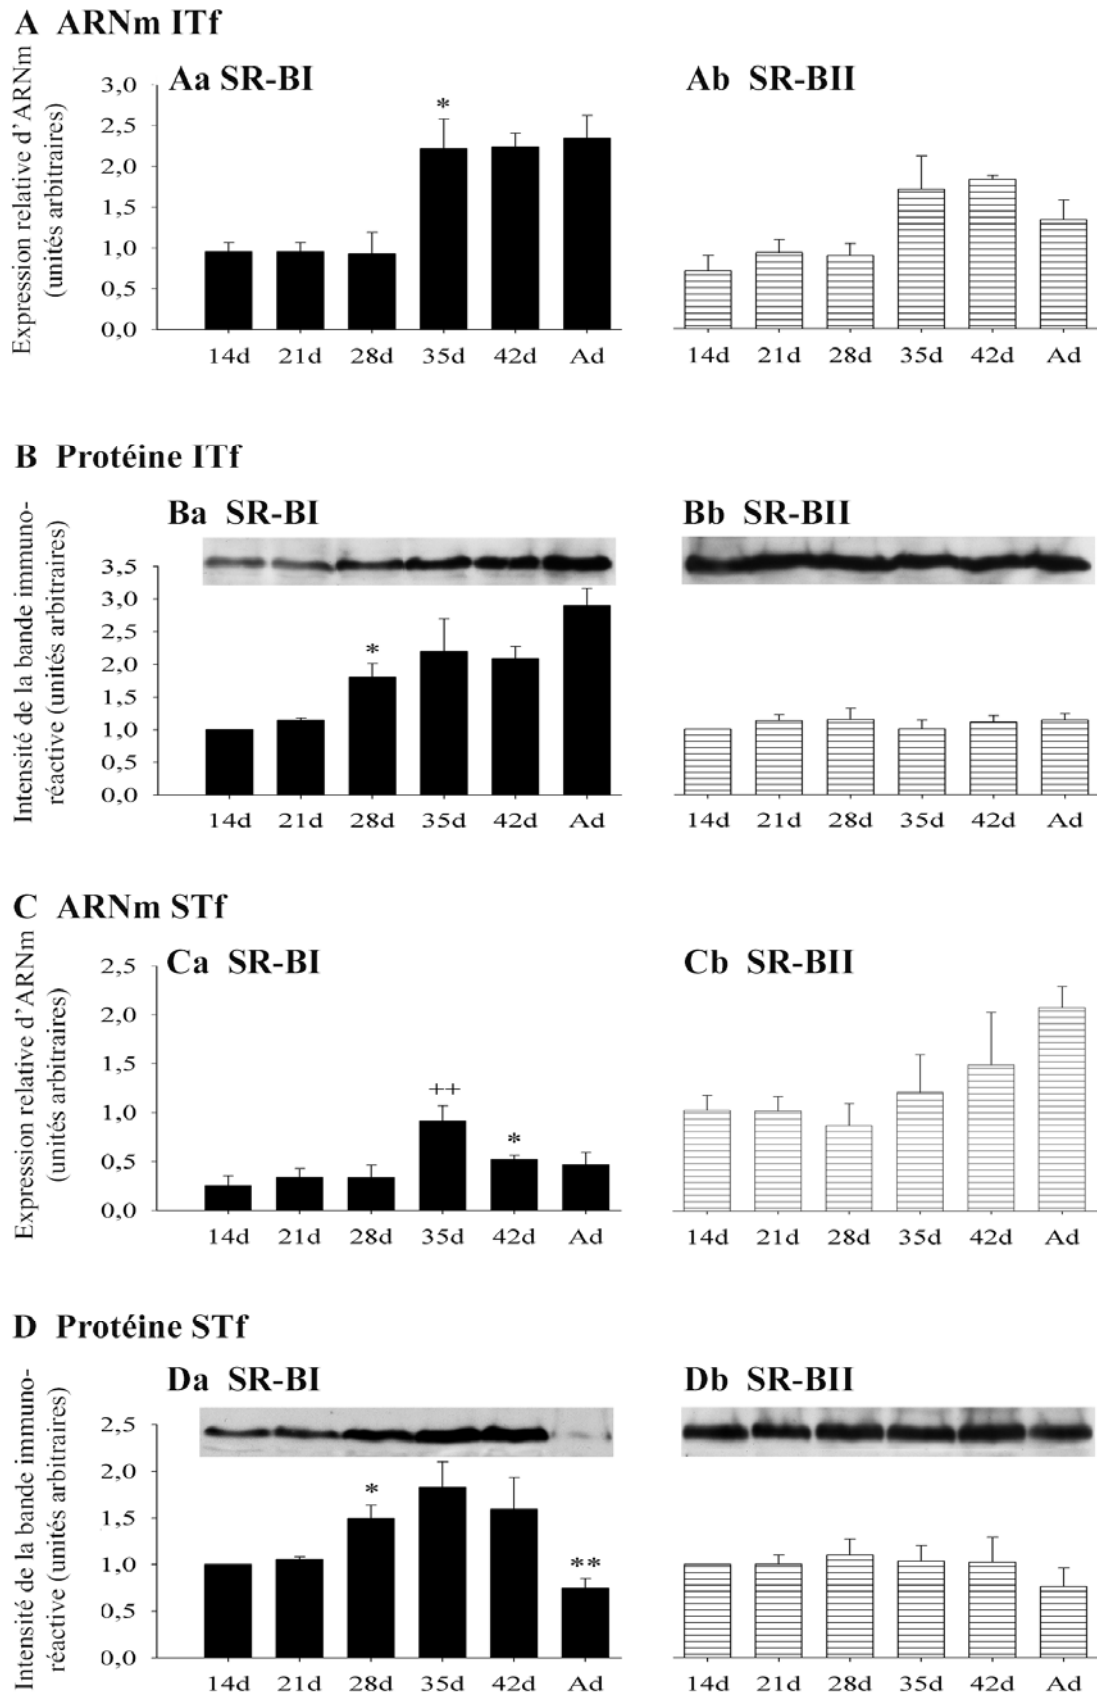 A ARNm ITf
Expression relative d'ARNm
(unités arbitraires)
Aa SR-BI
3,0
2,5
2,0
1,5
1,0
0,5
0,0
*
14d 21d 28d 35d 42d Ad
Ab SR-BII
14d 21d 28d 35d 42d Ad
B Protéine ITf
Intensité de la bande immuno-
réactive (unités arbitraires)
Ba SR-BI
3,5
3,0
2,5
2,0
1,5
1,0
0,5
0,0
*
14d 21d 28d 35d 42d Ad
Bb SR-BII
14d 21d 28d 35d 42d Ad
C ARNm STf
Expression relative d'ARNm
(unités arbitraires)
Ca SR-BI
2,5
2,0
1,5
1,0
0,5
0,0
++
*
14d 21d 28d 35d 42d Ad
Cb SR-BII
14d 21d 28d 35d 42d Ad
D Protéine STf
Intensité de la bande immuno-
réactive (unités arbitraires)
Da SR-BI
2,5
2,0
1,5
1,0
0,5
0,0
*
**
14d 21d 28d 35d 42d Ad
Db SR-BII
14d 21d 28d 35d 42d Ad